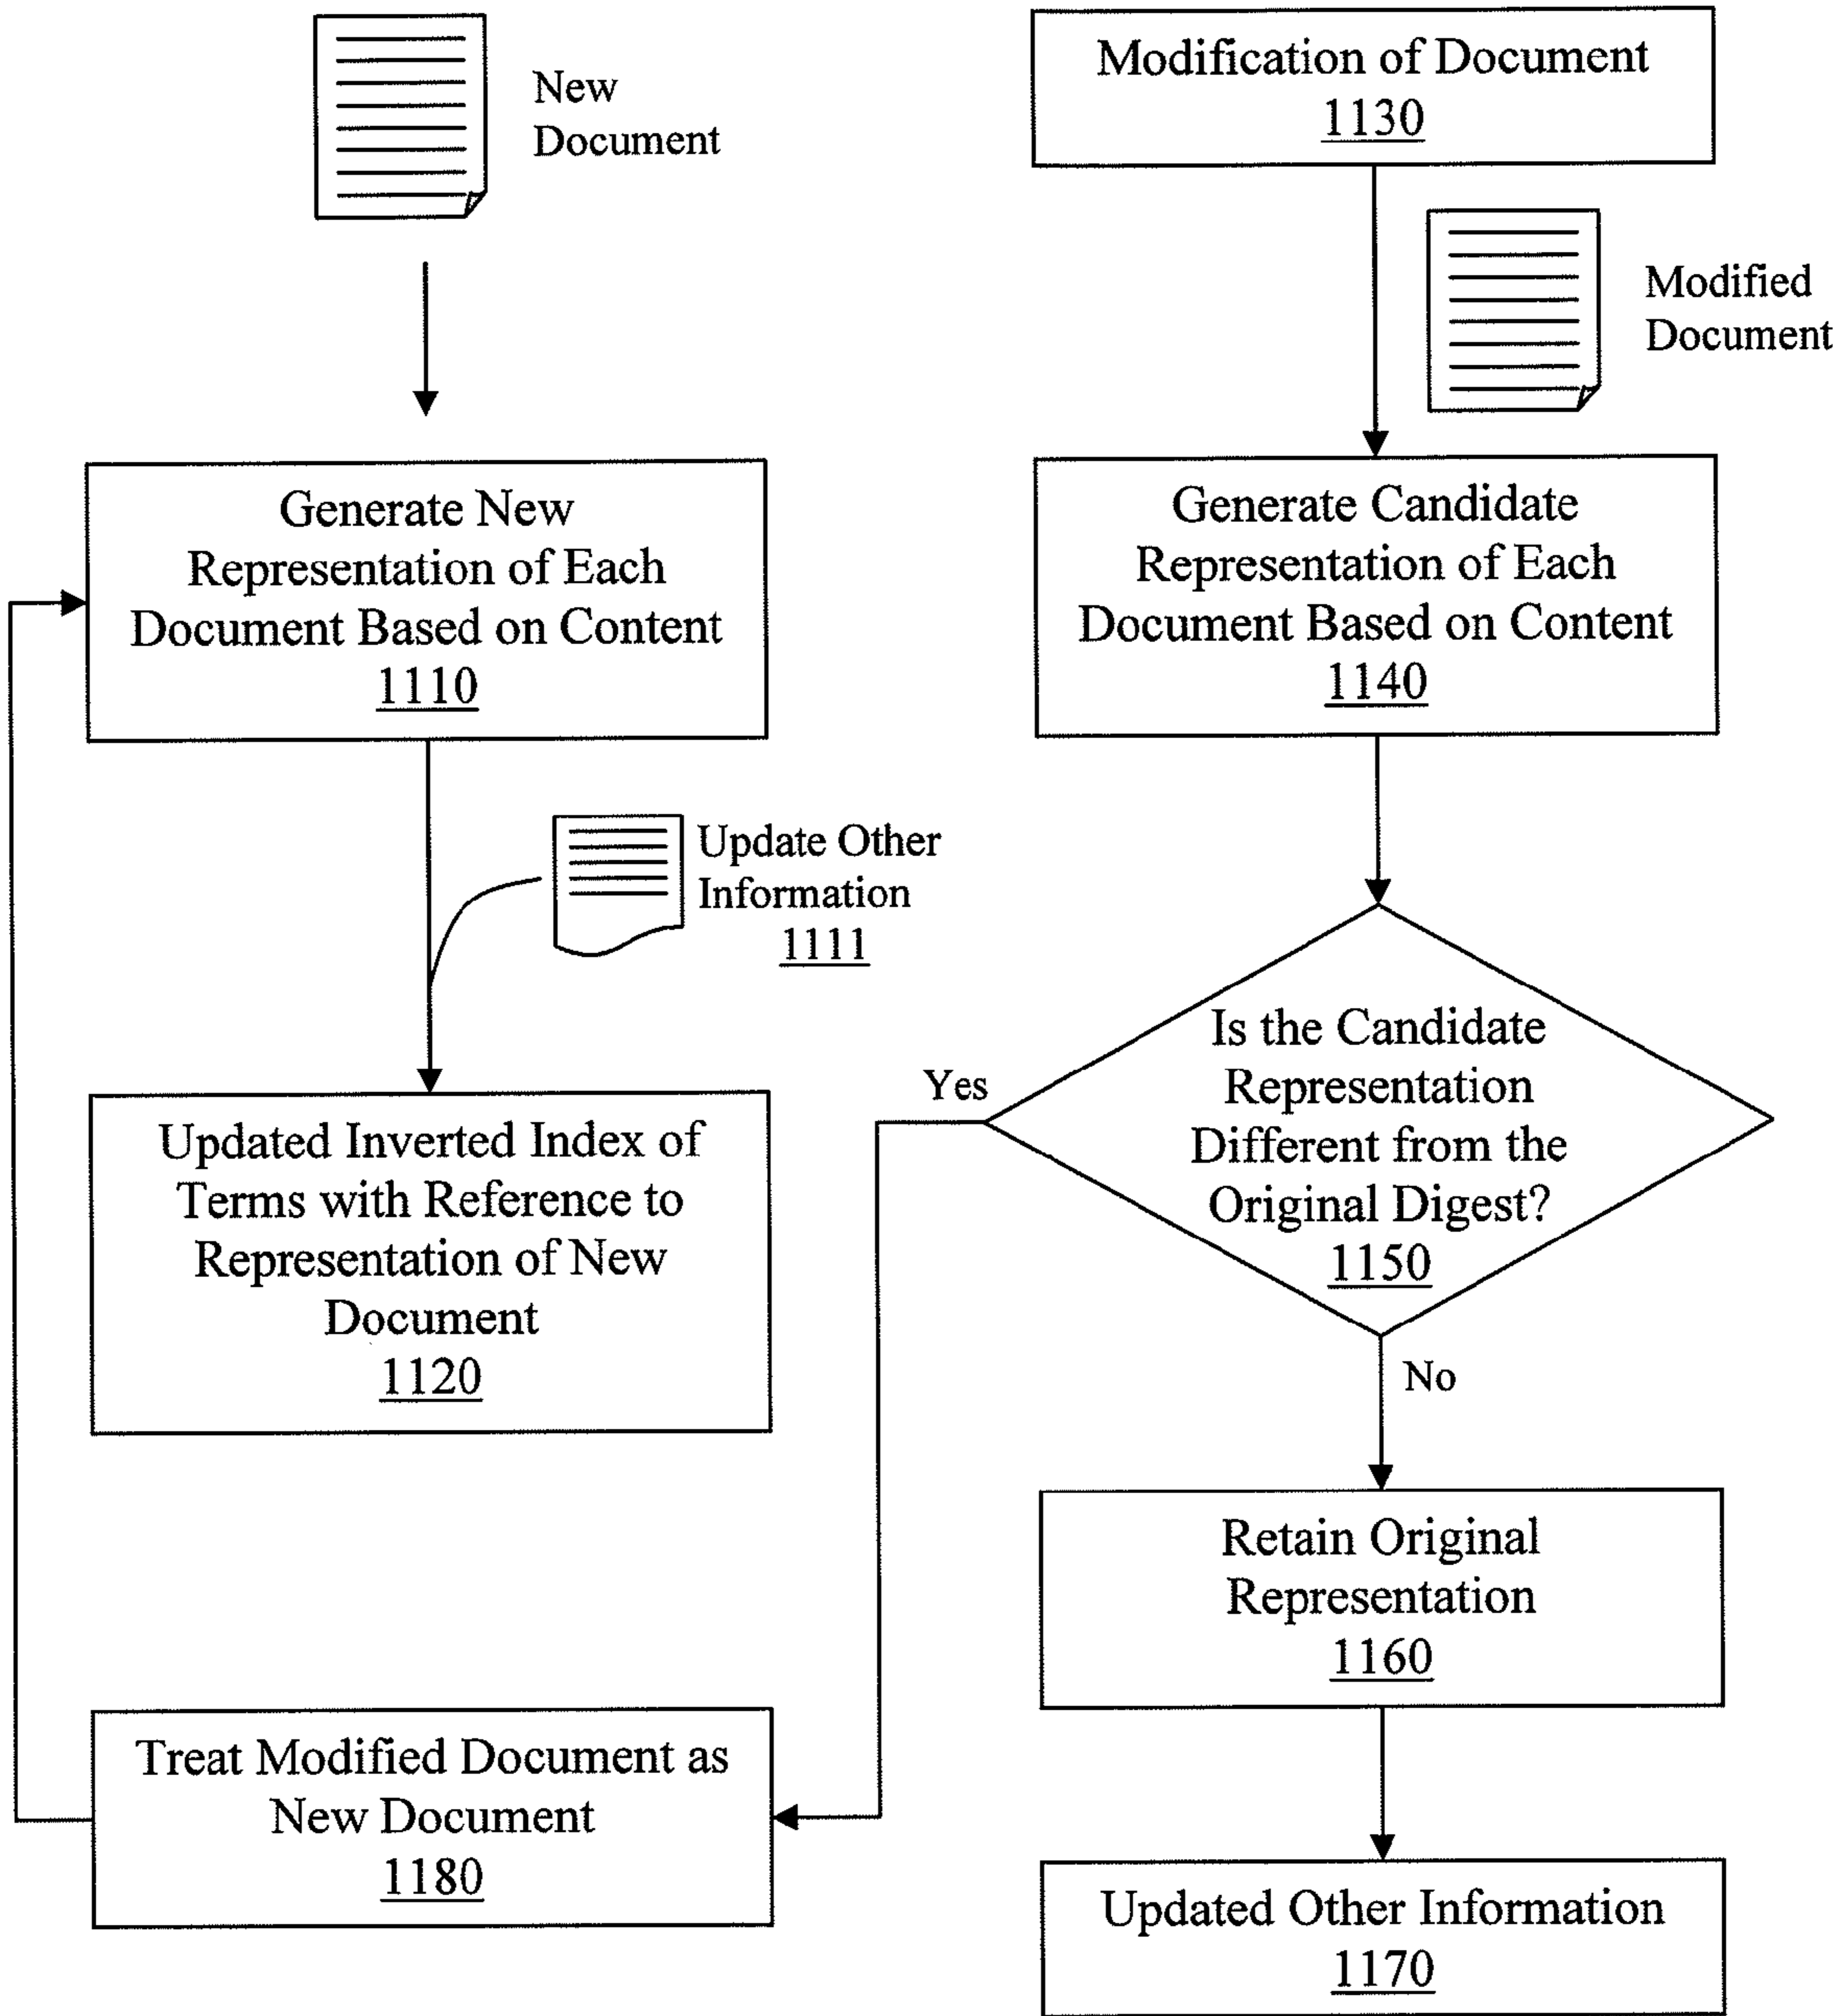 New
Document
Generate New
Representation of Each
Document Based on Content
1110
Update Other
Information
1111
Updated Inverted Index of
Terms with Reference to
Representation of New
Document
1120
Treat Modified Document as
New Document
1180
Modification of Document
1130
Modified
Document
Generate Candidate
Representation of Each
Document Based on Content
1140
Is the Candidate
Representation
Different from the
Original Digest?
1150
Yes
No
Retain Original
Representation
1160
Updated Other Information
1170